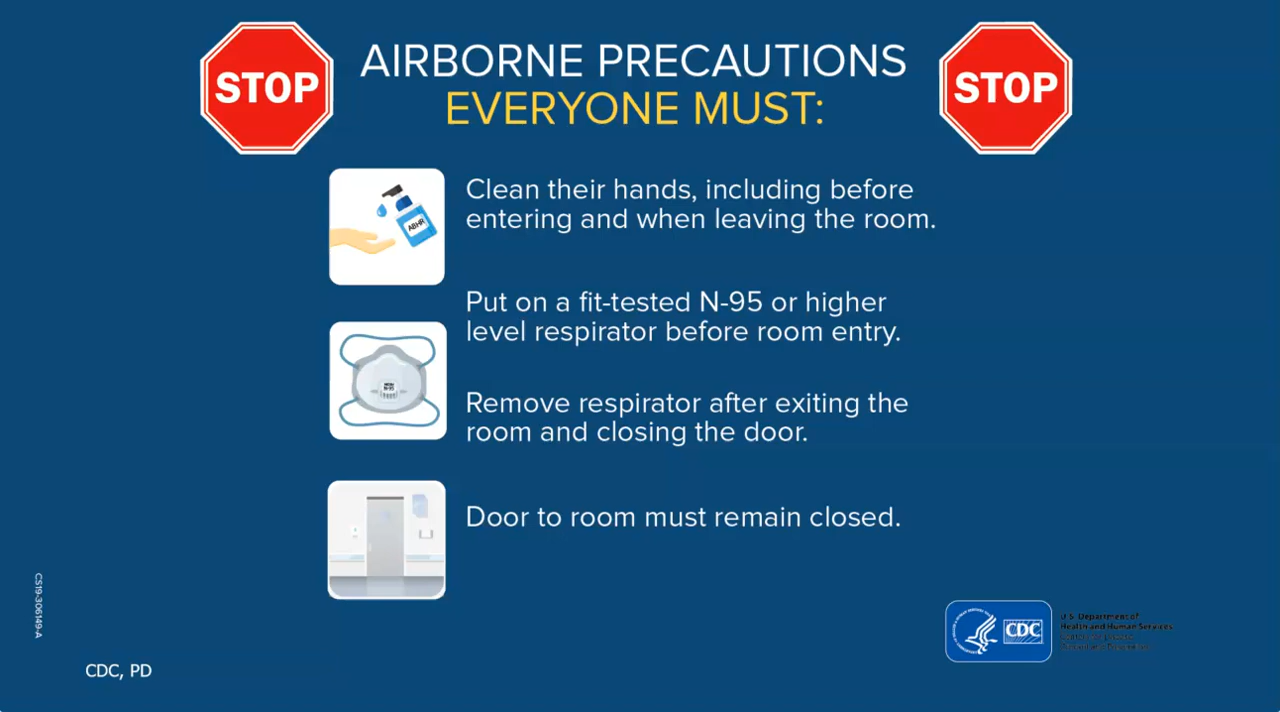 STOP
AIRBORNE PRECAUTIONS
EVERYONE MUST:
STOP
ABHR
Clean their hands, including before
entering and when leaving the room.
Put on a fit-tested N-95 or higher
level respirator before room entry.
Remove respirator after exiting the
room and closing the door.
Door to room must remain closed.
CS19-306149-A
CDC
U.S. Department of
Health and Human Services
CDC, PD